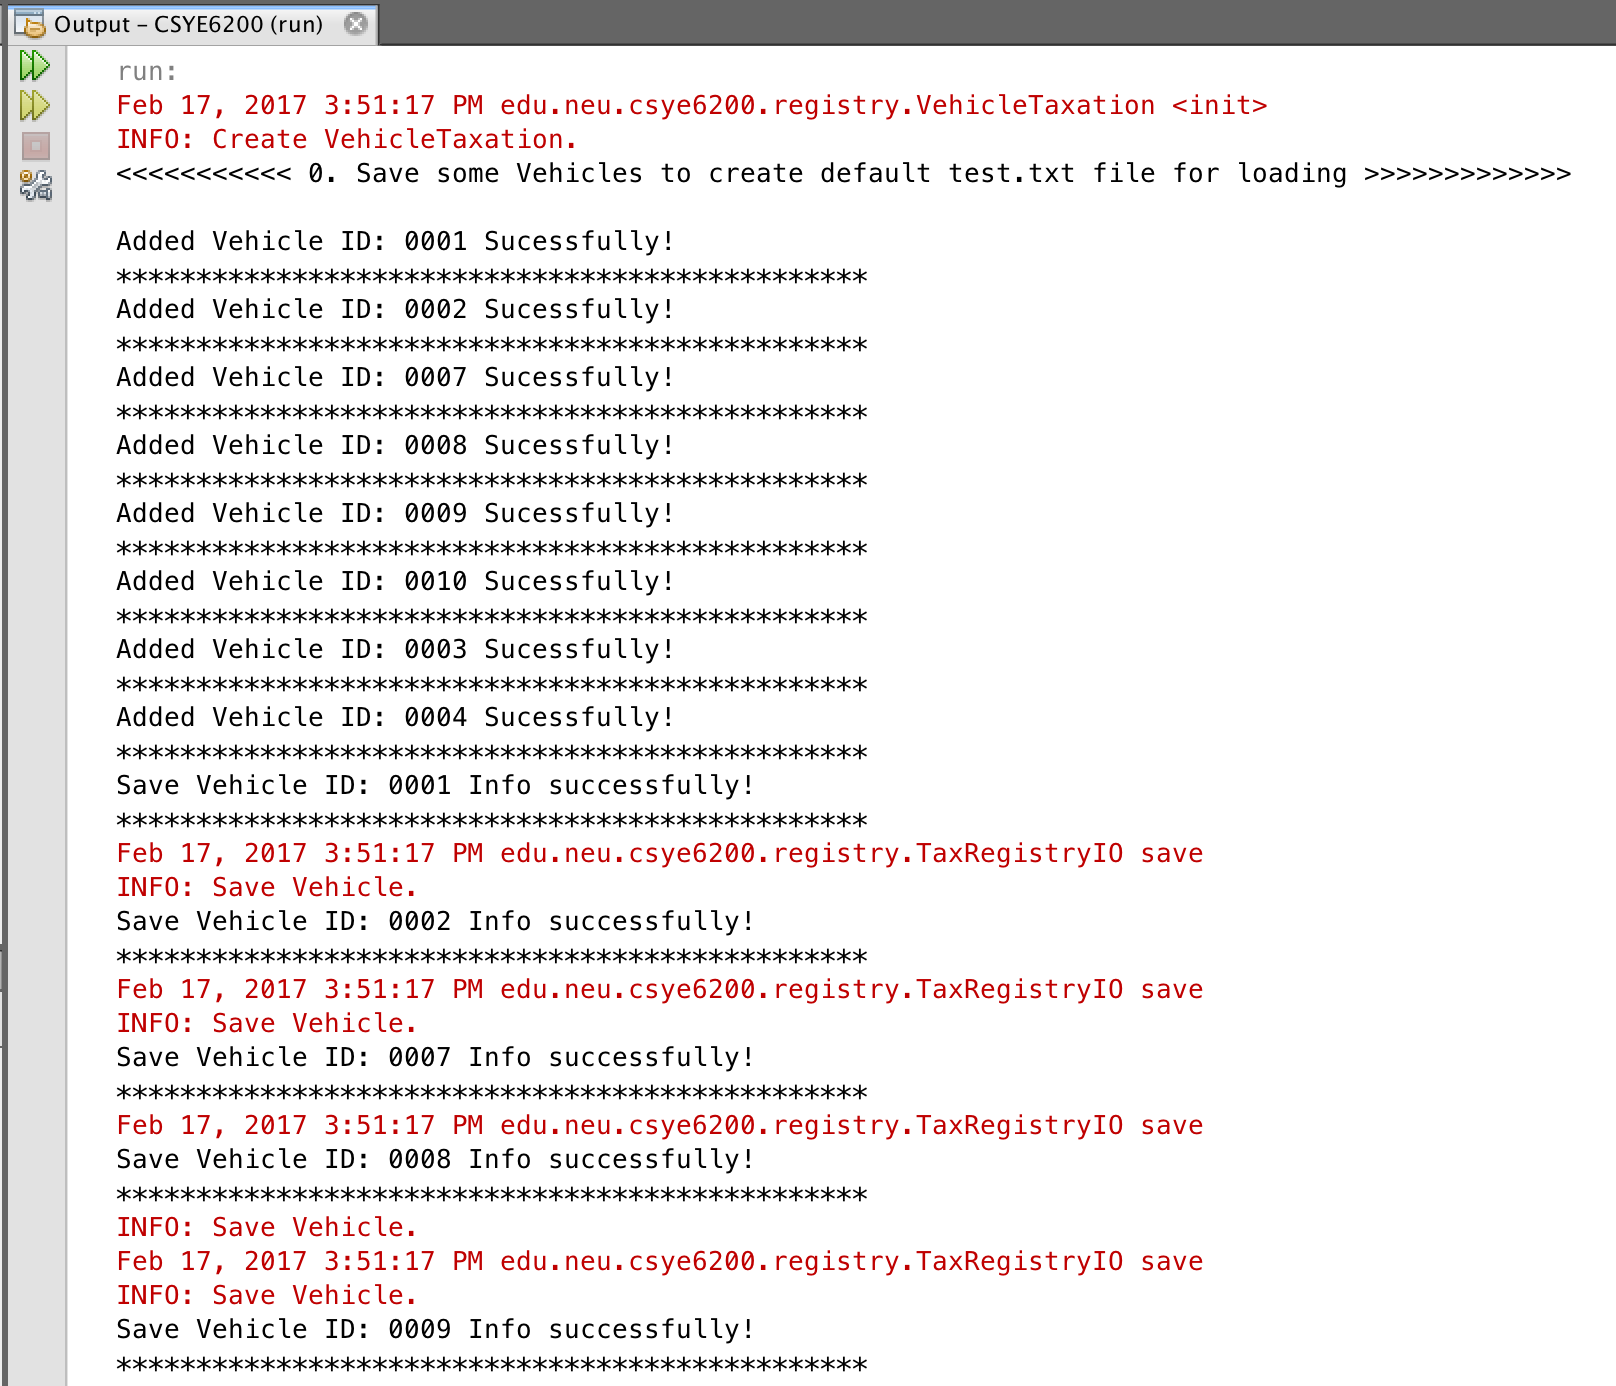 Output – CSYE6200 (run)
run:
Feb 17, 2017 3:51:17 PM edu.neu.csye6200.registry.VehicleTaxation <init>
INFO: Create VehicleTaxation.
<<<<<<<<<<< 0. Save some Vehicles to create default test.txt file for loading >>>>>>>>>>>>>
Added Vehicle ID: 0001 Sucessfully!
***********************************************
Added Vehicle ID: 0002 Sucessfully!
***********************************************
Added Vehicle ID: 0007 Sucessfully!
***********************************************
Added Vehicle ID: 0008 Sucessfully!
***********************************************
Added Vehicle ID: 0009 Sucessfully!
***********************************************
Added Vehicle ID: 0010 Sucessfully!
***********************************************
Added Vehicle ID: 0003 Sucessfully!
***********************************************
Added Vehicle ID: 0004 Sucessfully!
***********************************************
Save Vehicle ID: 0001 Info successfully!
***********************************************
Feb 17, 2017 3:51:17 PM edu.neu.csye6200.registry.TaxRegistryIO save
INFO: Save Vehicle.
Save Vehicle ID: 0002 Info successfully!
***********************************************
Feb 17, 2017 3:51:17 PM edu.neu.csye6200.registry.TaxRegistryIO save
INFO: Save Vehicle.
Save Vehicle ID: 0007 Info successfully!
***********************************************
Feb 17, 2017 3:51:17 PM edu.neu.csye6200.registry.TaxRegistryIO save
Save Vehicle ID: 0008 Info successfully!
***********************************************
INFO: Save Vehicle.
Feb 17, 2017 3:51:17 PM edu.neu.csye6200.registry.TaxRegistryIO save
INFO: Save Vehicle.
Save Vehicle ID: 0009 Info successfully!
***********************************************